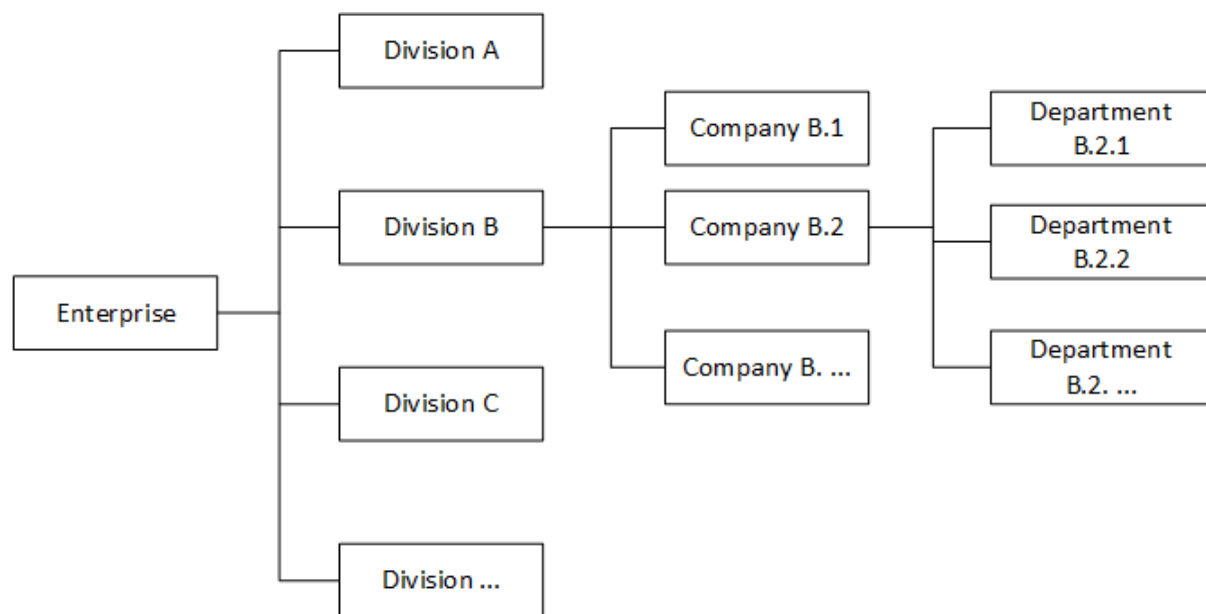 Division A
Company B.1
Department
B.2.1
Division B
Company B.2
Department
B.2.2
Enterprise
Company B. ...
Department
B.2. ...
Division C
Division ...